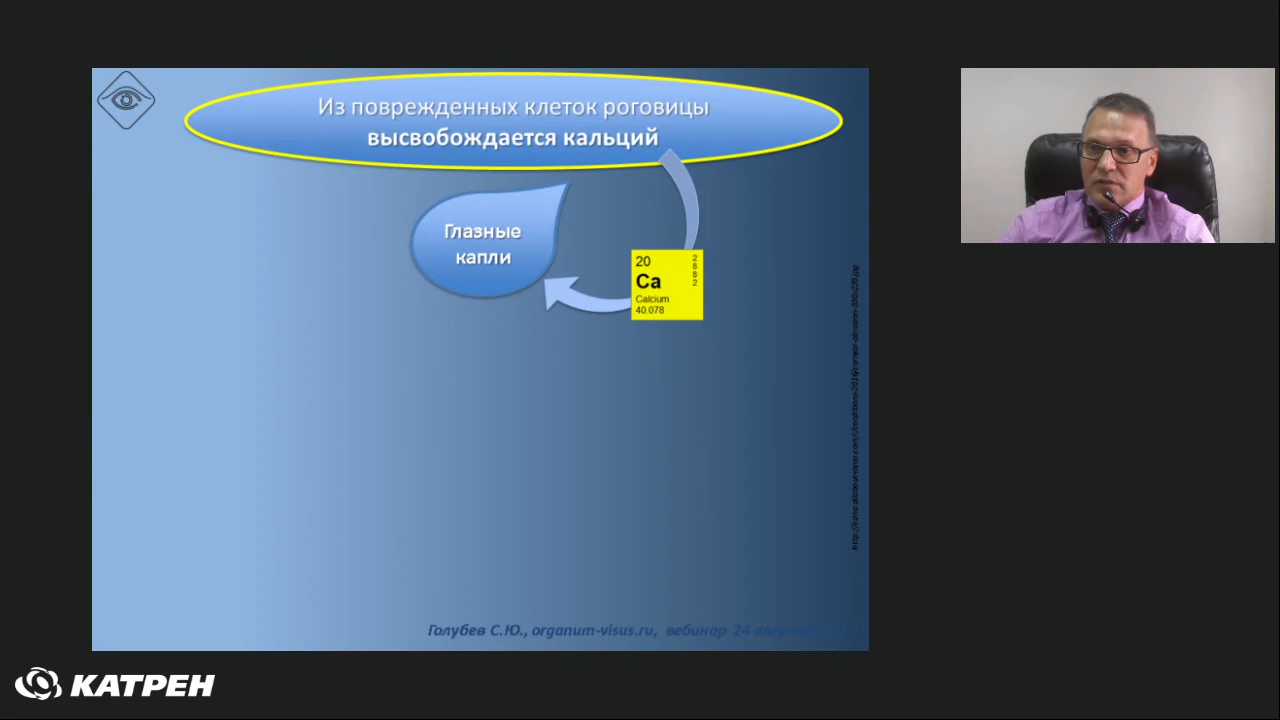 Из поврежденных клеток роговицы
высвобождается кальций
Глазные
капли
20
2
8
8
2
Ca
Calcium
40.078
Голубев С.Ю., organum-visus.ru, вебинар 24
КАТРЕН